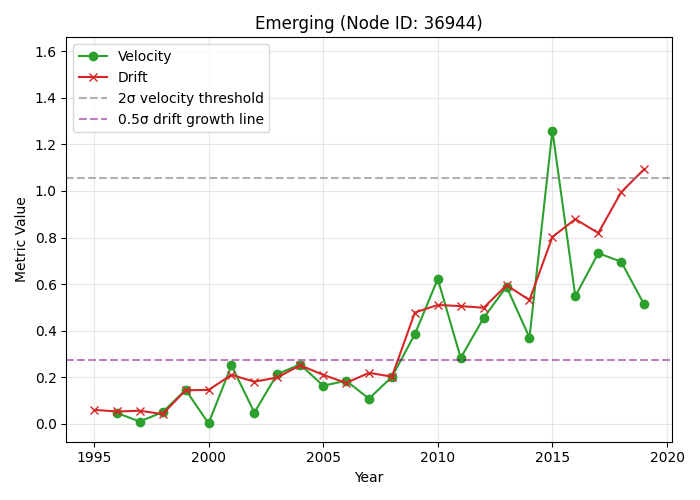 Emerging (Node ID: 36944)
Velocity
Drift
2σ velocity threshold
0.5σ drift growth line
Metric Value
1.6
1.4
1.2
1.0
0.8
0.6
0.4
0.2
0.0
1995 2000 2005 2010 2015 2020
Year